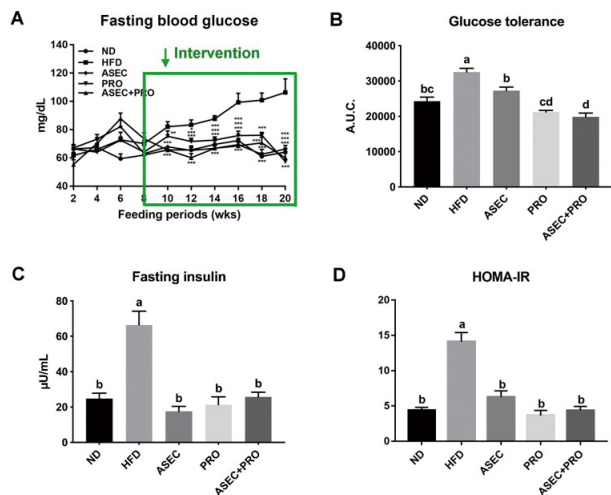 A
Fasting blood glucose
ND
HFD
ASEC
PRO
ASEC+PRO
Intervention
mg/dL
140
120
100
80
60
40
2 4 6 8 10 12 14 16 18 20
Feeding periods (wks)
B
Glucose tolerance
A.U.C.
40000
30000
20000
10000
0
bc a b cd d
ND HFD ASEC PRO ASEC+PRO
C
Fasting insulin
µU/mL
80
60
40
20
0
b a b b b
ND HFD ASEC PRO ASEC+PRO
D
HOMA-IR
20
15
10
5
0
b a b b b
ND HFD ASEC PRO ASEC+PRO